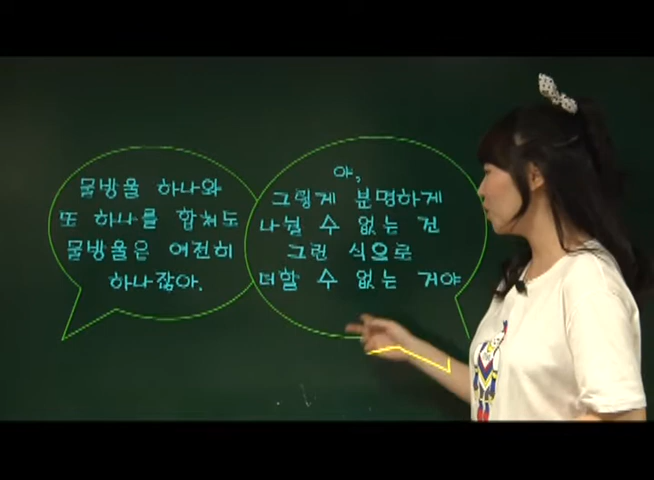 물방울 하나와
또 하나를 합쳐도
물방울은 여전히
하나잖아.
야,
그렇게 분명하게
나뉠 수 없는 건
그런 식으로
더할 수 없는 거야